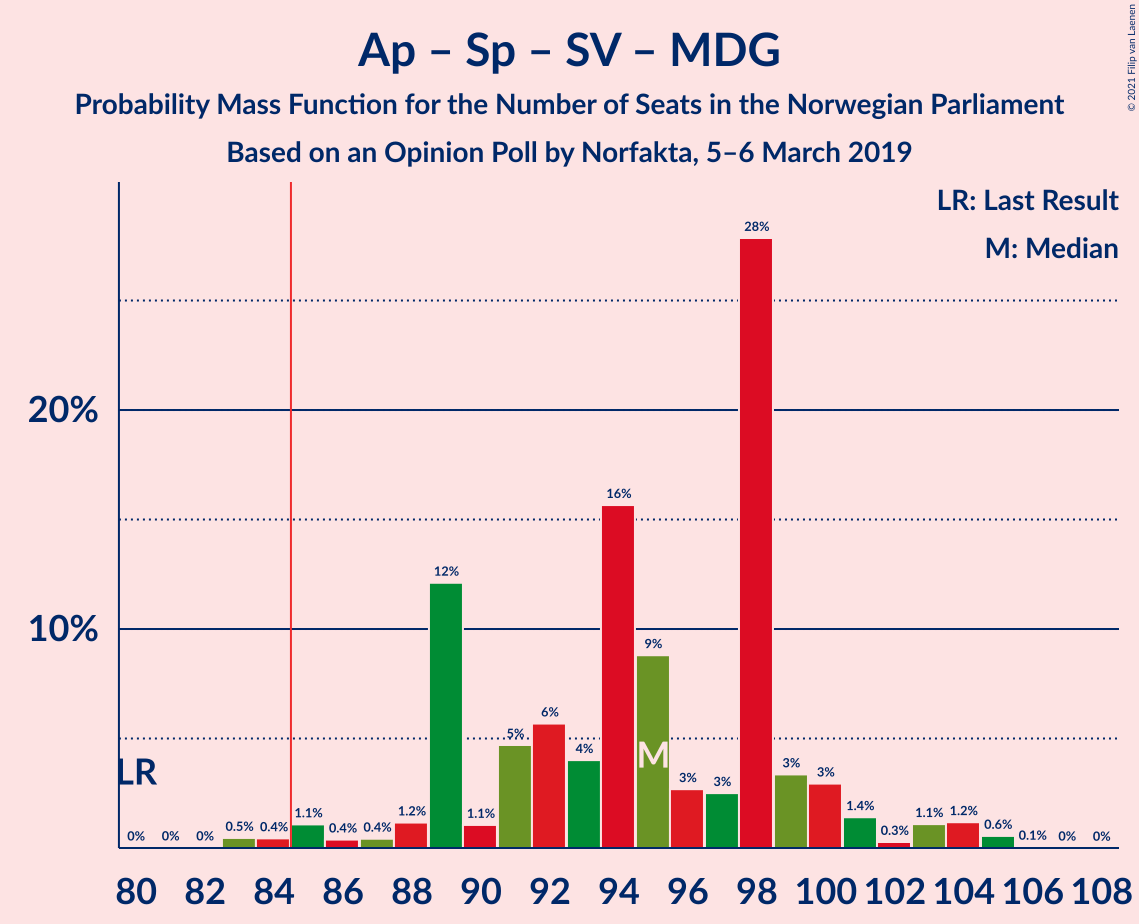 Ap – Sp – SV – MDG
Probability Mass Function for the Number of Seats in the Norwegian Parliament
Based on an Opinion Poll by Norfakta, 5–6 March 2019
© 2021 Filip van Laenen
LR: Last Result
M: Median
20%
10%
LR
M
0% 0% 0% 0.5% 0.4% 1.1% 0.4% 0.4% 1.2% 12% 1.1% 5% 6% 4% 16% 9% 3% 3% 28% 3% 3% 1.4% 0.3% 1.1% 1.2% 0.6% 0.1% 0% 0%
80 82 84 86 88 90 92 94 96 98 100 102 104 106 108